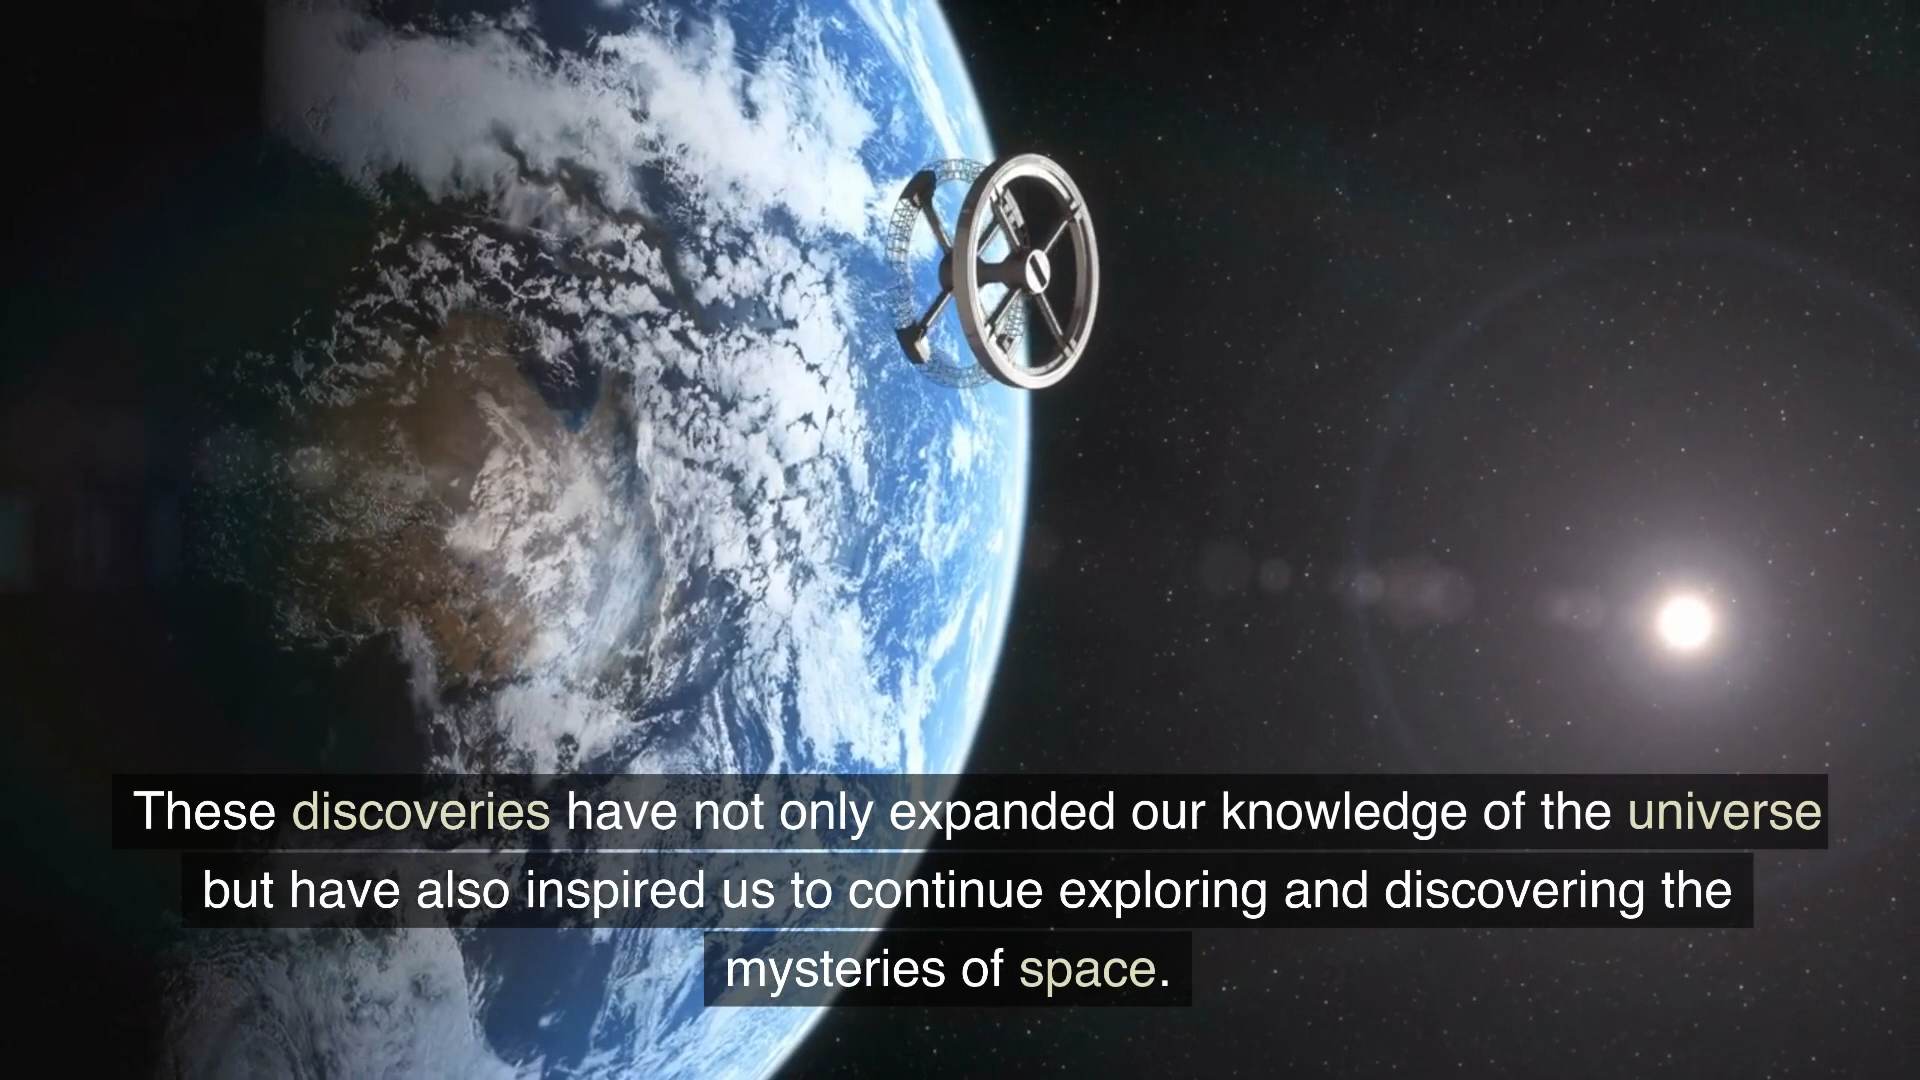 These discoveries have not only expanded our knowledge of the universe
but have also inspired us to continue exploring and discovering the
mysteries of space.